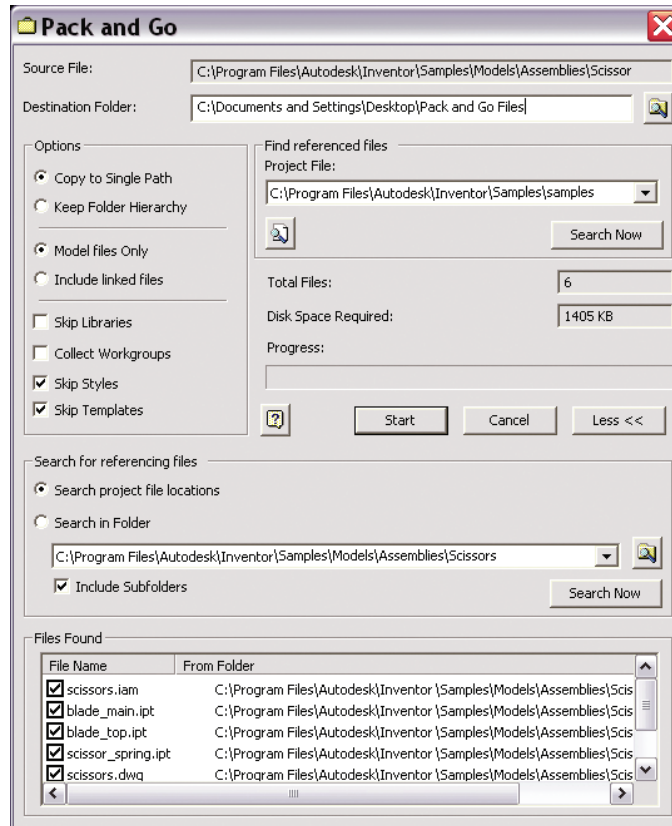 Pack and Go
Source File:
C:\Program Files\Autodesk\Inventor\Samples\Models\Assemblies\Scissor
Destination Folder:
C:\Documents and Settings\Desktop\Pack and Go Files
Options
Copy to Single Path
Keep Folder Hierarchy
Model files Only
Include linked files
Skip Libraries
Collect Workgroups
Skip Styles
Skip Templates
Find referenced files
Project File:
C:\Program Files\Autodesk\Inventor\Samples\samples
Search Now
Total Files:
6
Disk Space Required:
1405 KB
Progress:
Start
Cancel
Less <<
Search for referencing files
Search project file locations
Search in Folder
C:\Program Files\Autodesk\Inventor\Samples\Models\Assemblies\Scissors
Include Subfolders
Search Now
Files Found
File Name From Folder
scissors.iam C:\Program Files\Autodesk\Inventor \Samples\Models\Assemblies\Scis
blade_main.ipt C:\Program Files\Autodesk\Inventor \Samples\Models\Assemblies\Scis
blade_top.ipt C:\Program Files\Autodesk\Inventor \Samples\Models\Assemblies\Scis
scissor_spring.ipt C:\Program Files\Autodesk\Inventor \Samples\Models\Assemblies\Scis
scissors.dwg C:\Program Files\Autodesk\Inventor \Samples\Models\Assemblies\Scis